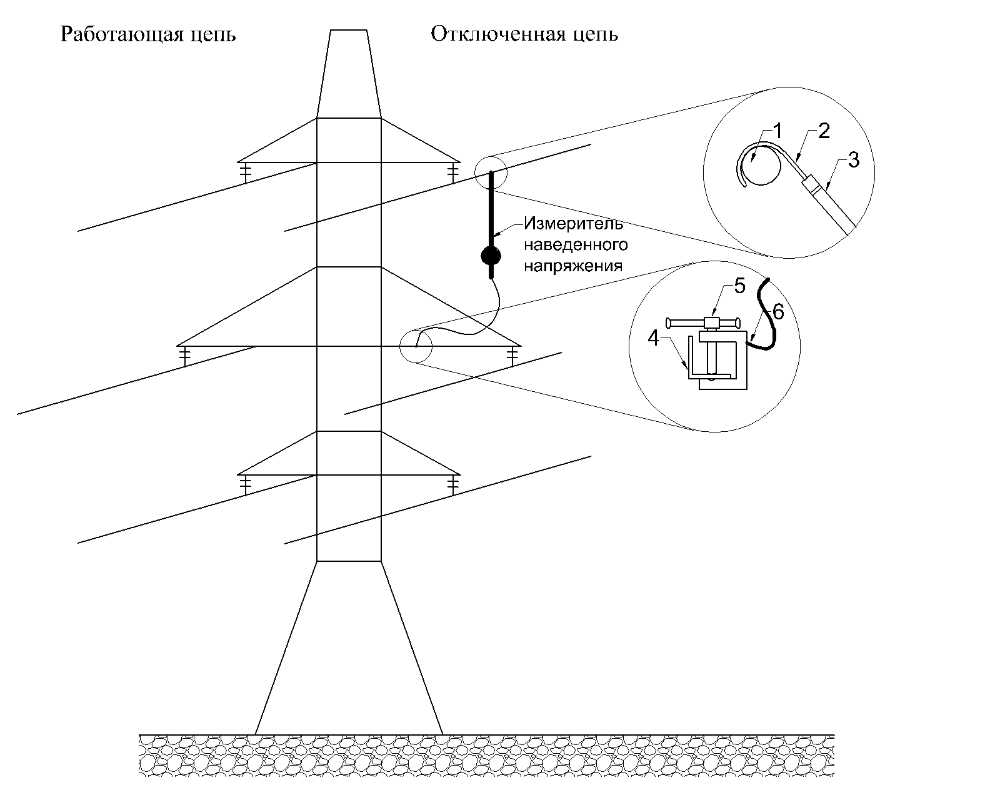 Работающая цепь
Отключенная цепь
1
2
3
Измеритель
наведенного
напряжения
5
6
4